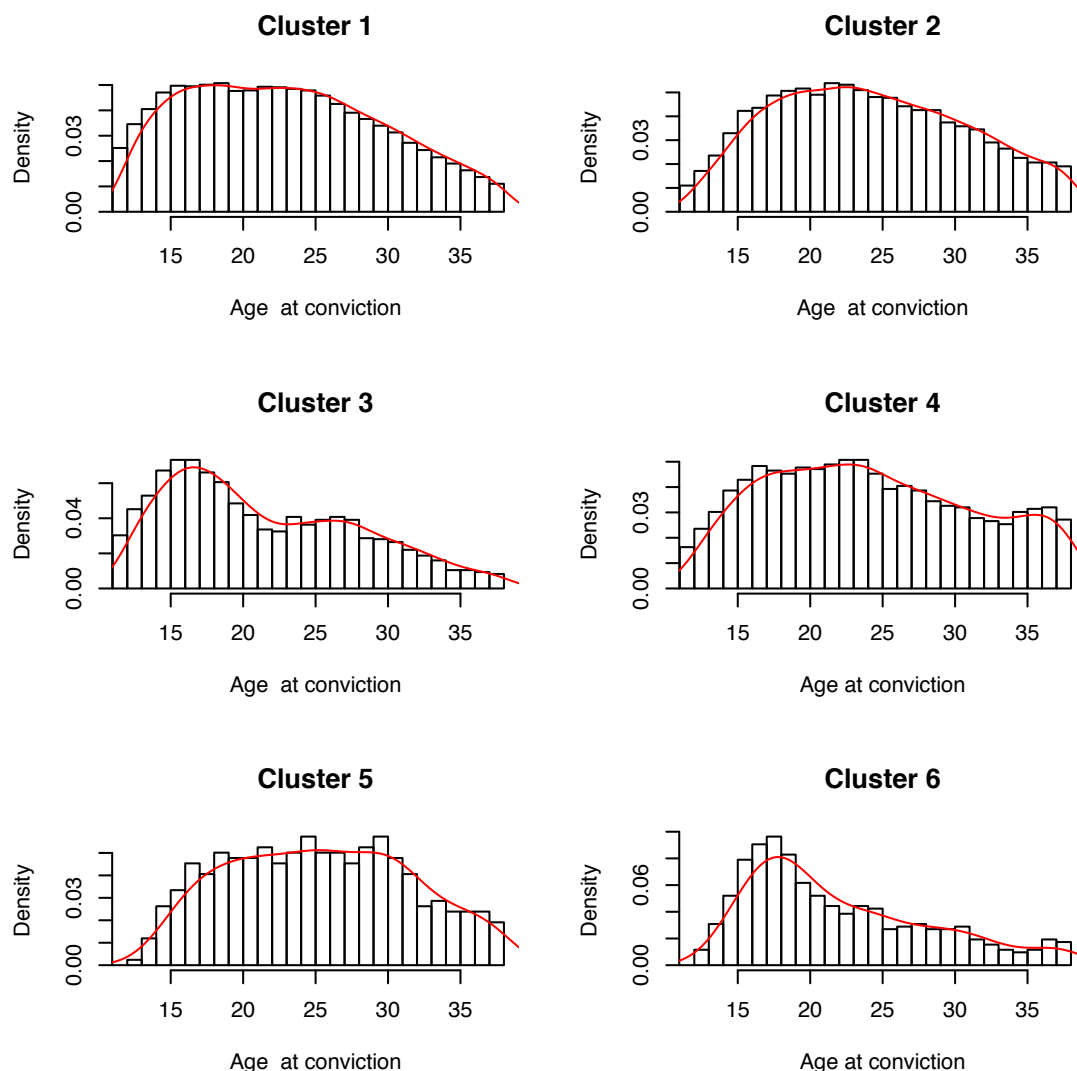 Cluster 1
Density
0.00 0.03
15 20 25 30 35
Age at conviction
Cluster 2
Density
0.00 0.03
15 20 25 30 35
Age at conviction
Cluster 3
Density
0.00 0.04
15 20 25 30 35
Age at conviction
Cluster 4
Density
0.00 0.03
15 20 25 30 35
Age at conviction
Cluster 5
Density
0.00 0.03
15 20 25 30 35
Age at conviction
Cluster 6
Density
0.00 0.06
15 20 25 30 35
Age at conviction